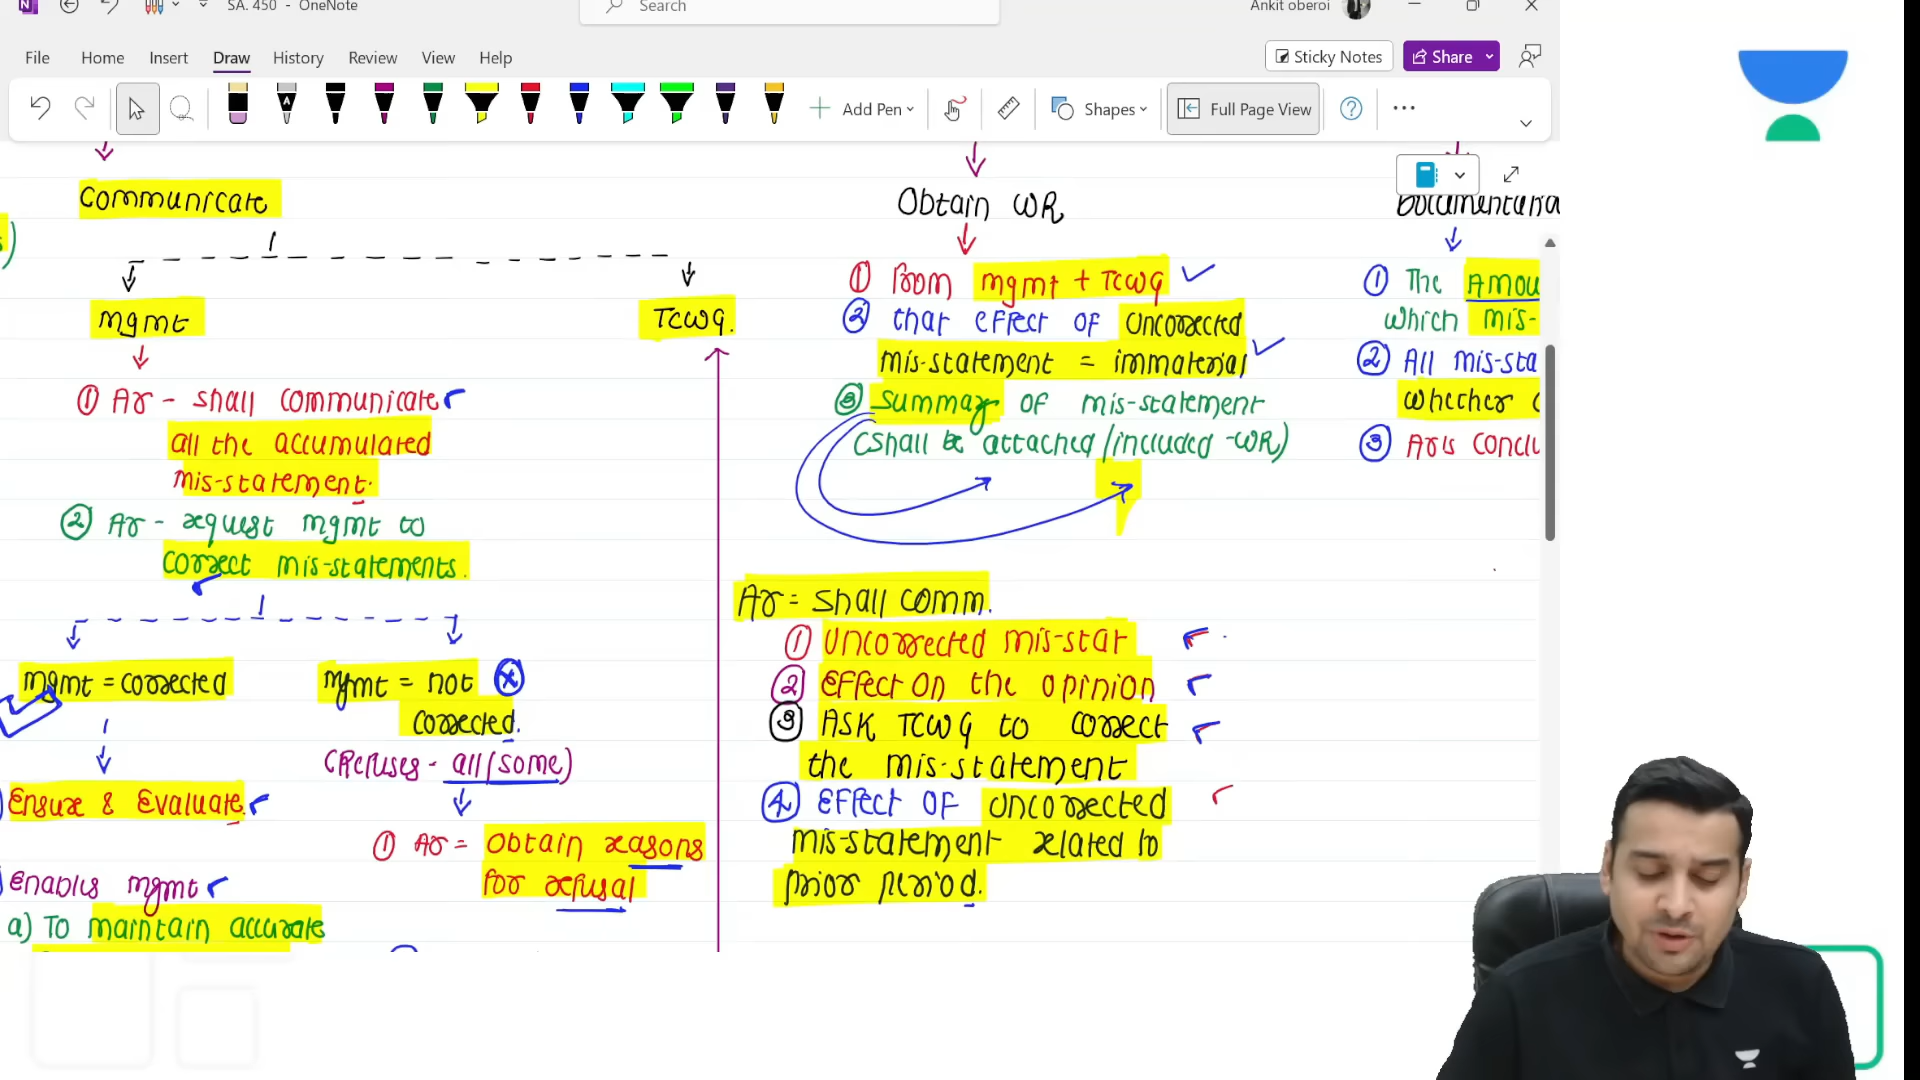 SA. 450 - OneNote
Search
Ankit oberoi
File Home Insert Draw History Review View Help
Sticky Notes
Share
Add Pen
Shapes
Full Page View
Communicate
mgmt
TCWG.
① Ar - shall communicate
all the accumulated
mis-statement.
② Ar - request mgmt to
correct mis-statements.
mgmt = corrected
Ensure & Evaluate.
Enables mgmt
a) To maintain accurate
mgmt = not
corrected.
(Refuses - all/some)
① Ar = obtain reasons
for refusal
Obtain WR
① From mgmt + TCWG
② that effect of uncorrected
mis-statement = immaterial
③ summary of mis-statement
(shall be attached/included -WR)
Ar = shall comm.
① uncorrected mis-stat
② Effect on the opinion
③ ASK TCWG to correct
the mis-statement
④ Effect of uncorrected
mis-statement related to
prior period.
① The Amou
which mis-
② All mis-sta
whether
③ Ar's conclu